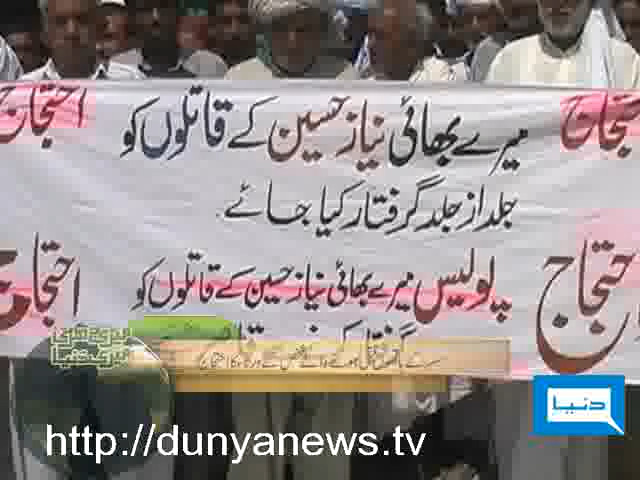 احتجاج
میرے بھائی نیاز حسین کے قاتلوں کو
احتجاج
جلد از جلد گرفتار کیا جائے۔
احتجاج
پولیس میرے بھائی نیاز حسین کے قاتلوں کو
احتجاج
دنیا
http://dunyanews.tv